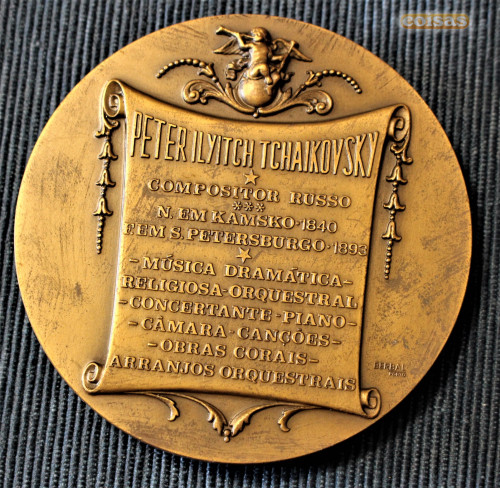 coisas
PETER ILYITCH TCHAIKOVSKY
COMPOSITOR RUSSO
***
N. EM KAMSKO·1840
F. EM S. PETERSBURGO·1893
-MÚSICA DRAMÁTICA-
RELIGIOSA-ORQUESTRAL
-CONCERTANTE-PIANO-
-CÂMARA-CANÇÕES-
-OBRAS CORAIS-
ARRANJOS ORQUESTRAIS